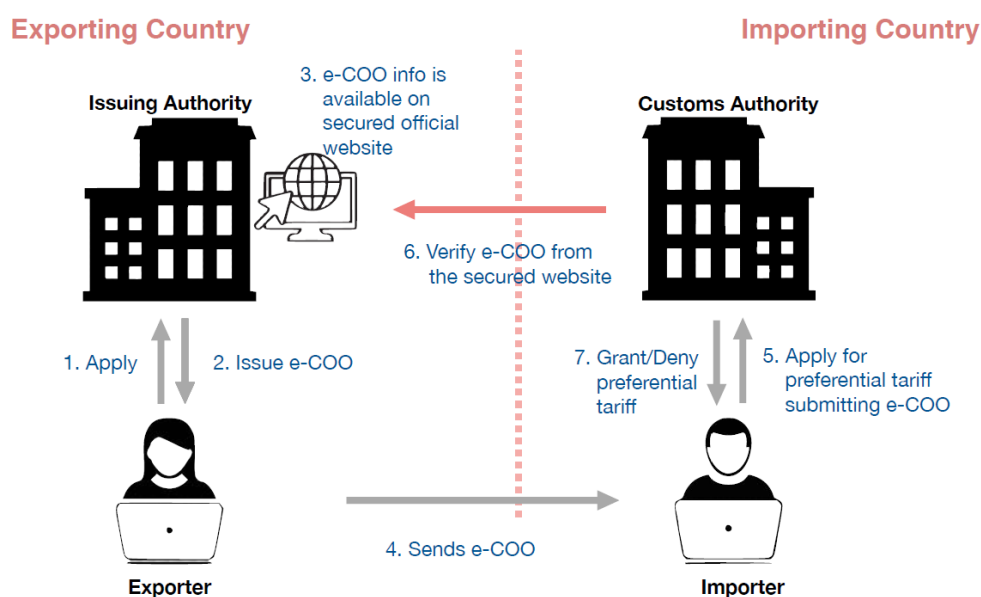 Exporting Country
Importing Country
3. e-COO info is
available on
secured official
website
Issuing Authority
Customs Authority
6. Verify e-COO from
the secured website
1. Apply
2. Issue e-COO
7. Grant/Deny
preferential
tariff
5. Apply for
preferential tariff
submitting e-COO
4. Sends e-COO
Exporter
Importer